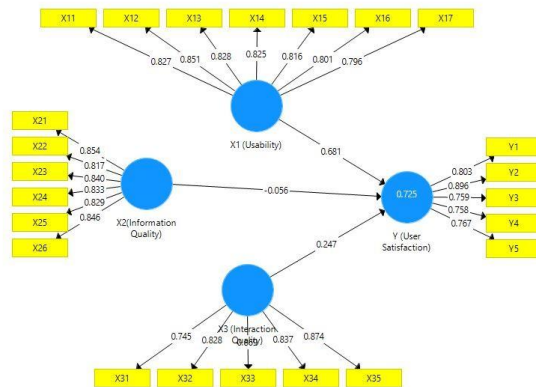 X11 X12 X13 X14 X15 X16 X17
0.827 0.851 0.828 0.825 0.816 0.801 0.796
X1 (Usability)
X21
X22
X23
X24
X25
X26
0.854
0.817
0.840
0.833
0.829
0.846
X2(Information
Quality)
0.681
-0.056
0.247
0.725
Y (User
Satisfaction)
0.803
0.896
0.759
0.758
0.767
Y1
Y2
Y3
Y4
Y5
X3 (Interaction
Quality)
0.745 0.828 0.837 0.874
X31 X32 X33 X34 X35